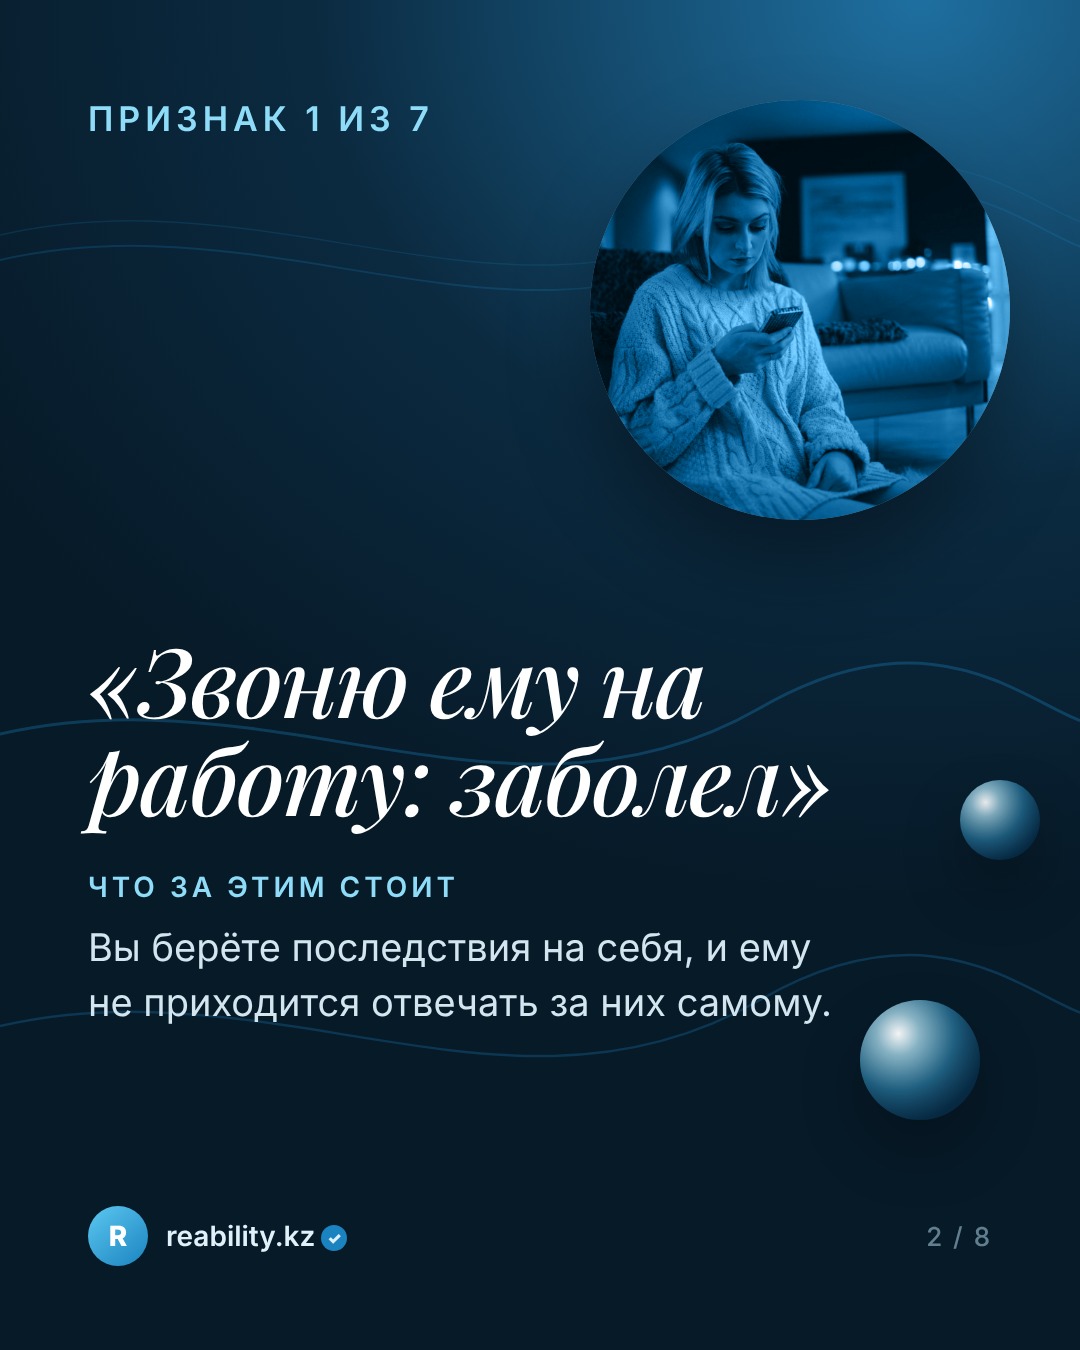 ПРИЗНАК 1 ИЗ 7
«Звоню ему на
работу: заболел»
ЧТО ЗА ЭТИМ СТОИТ
Вы берёте последствия на себя, и ему
не приходится отвечать за них самому.
R reability.kz
2 / 8